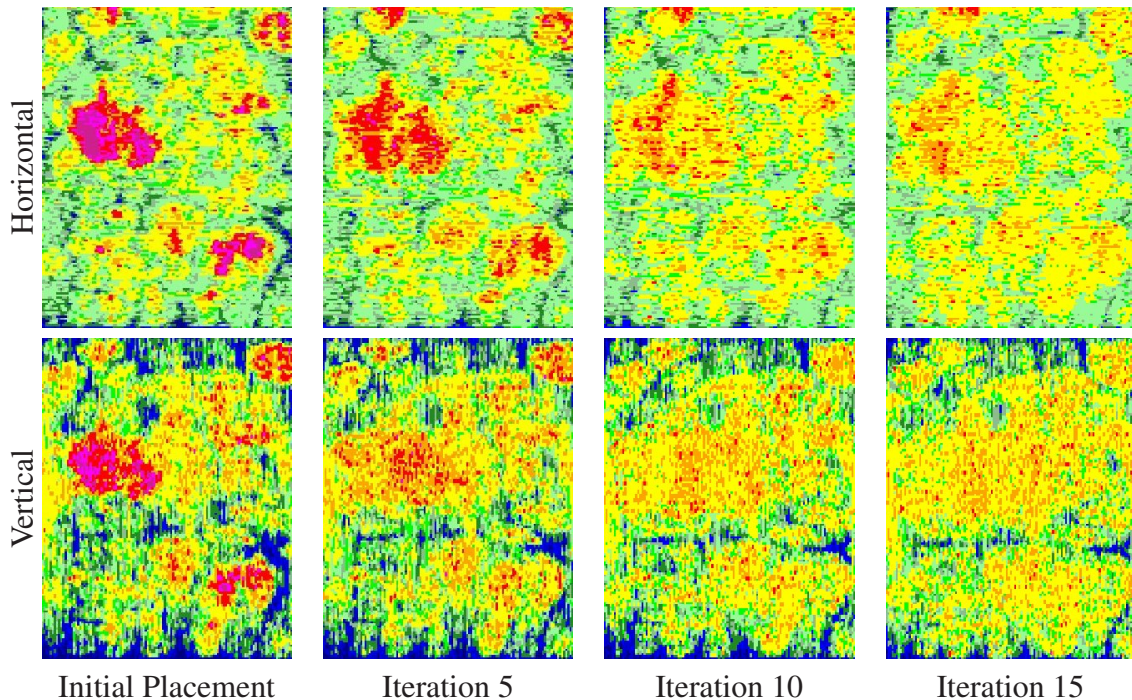 Horizontal
Vertical
Initial Placement
Iteration 5
Iteration 10
Iteration 15